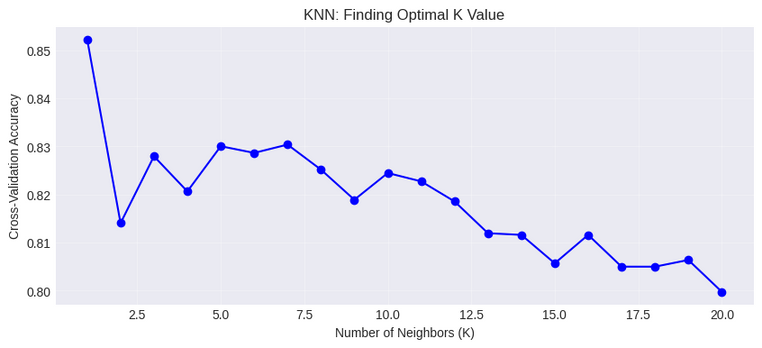 KNN: Finding Optimal K Value
Cross-Validation Accuracy
0.85
0.84
0.83
0.82
0.81
0.80
2.5 5.0 7.5 10.0 12.5 15.0 17.5 20.0
Number of Neighbors (K)